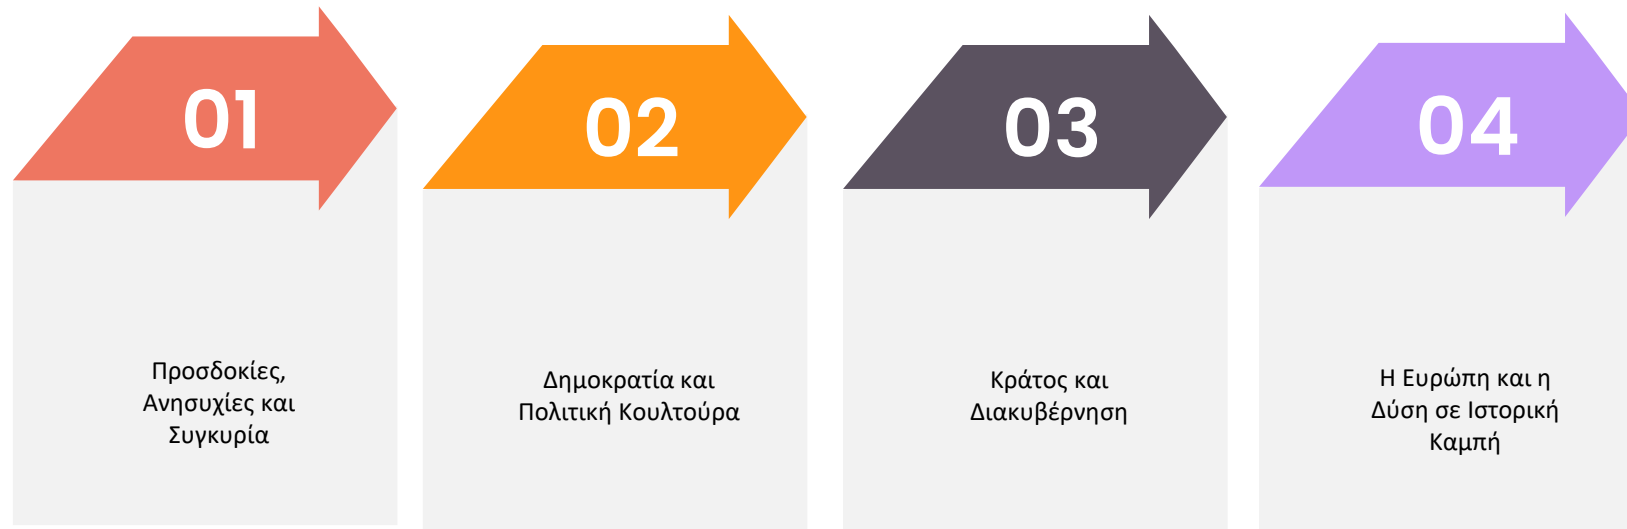 01
Προσδοκίες,
Ανησυχίες και
Συγκυρία
02
Δημοκρατία και
Πολιτική Κουλτούρα
03
Κράτος και
Διακυβέρνηση
04
Η Ευρώπη και η
Δύση σε Ιστορική
Καμπή